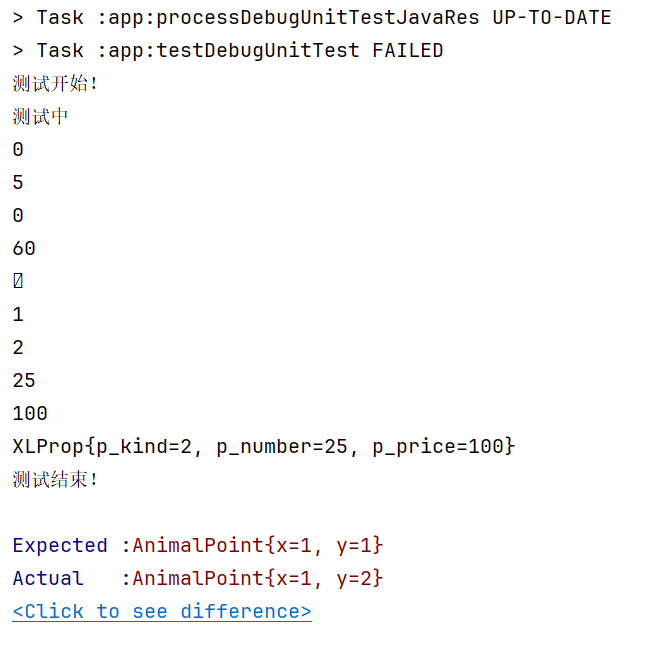 > Task :app:processDebugUnitTestJavaRes UP-TO-DATE
> Task :app:testDebugUnitTest FAILED
测试开始！
测试中
0
5
0
60
1
2
25
100
XLProp{p_kind=2, p_number=25, p_price=100}
测试结束！
Expected :AnimalPoint{x=1, y=1}
Actual   :AnimalPoint{x=1, y=2}
<Click to see difference>